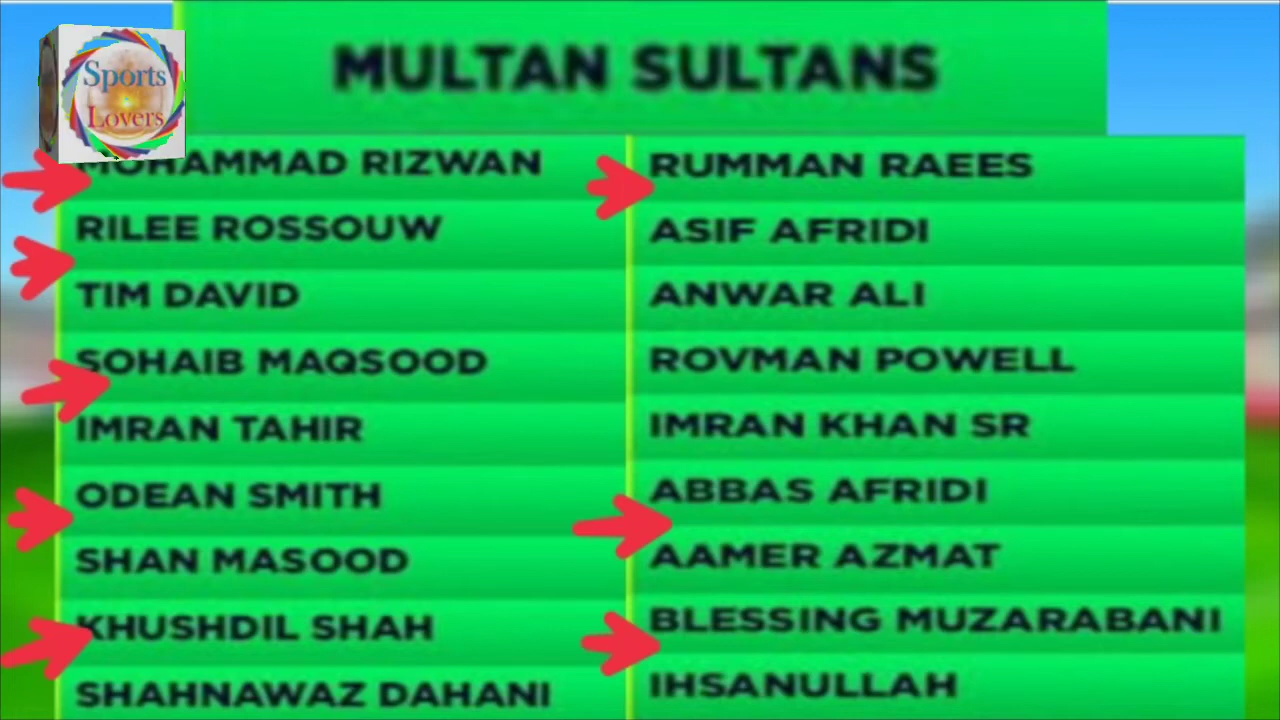 Sports
Lovers
MULTAN SULTANS
MOHAMMAD RIZWAN
RILEE ROSSOUW
TIM DAVID
SOHAIB MAQSOOD
IMRAN TAHIR
ODEAN SMITH
SHAN MASOOD
KHUSHDIL SHAH
SHAHNAWAZ DAHANI
RUMMAN RAEES
ASIF AFRIDI
ANWAR ALI
ROVMAN POWELL
IMRAN KHAN SR
ABBAS AFRIDI
AAMER AZMAT
BLESSING MUZARABANI
IHSANULLAH